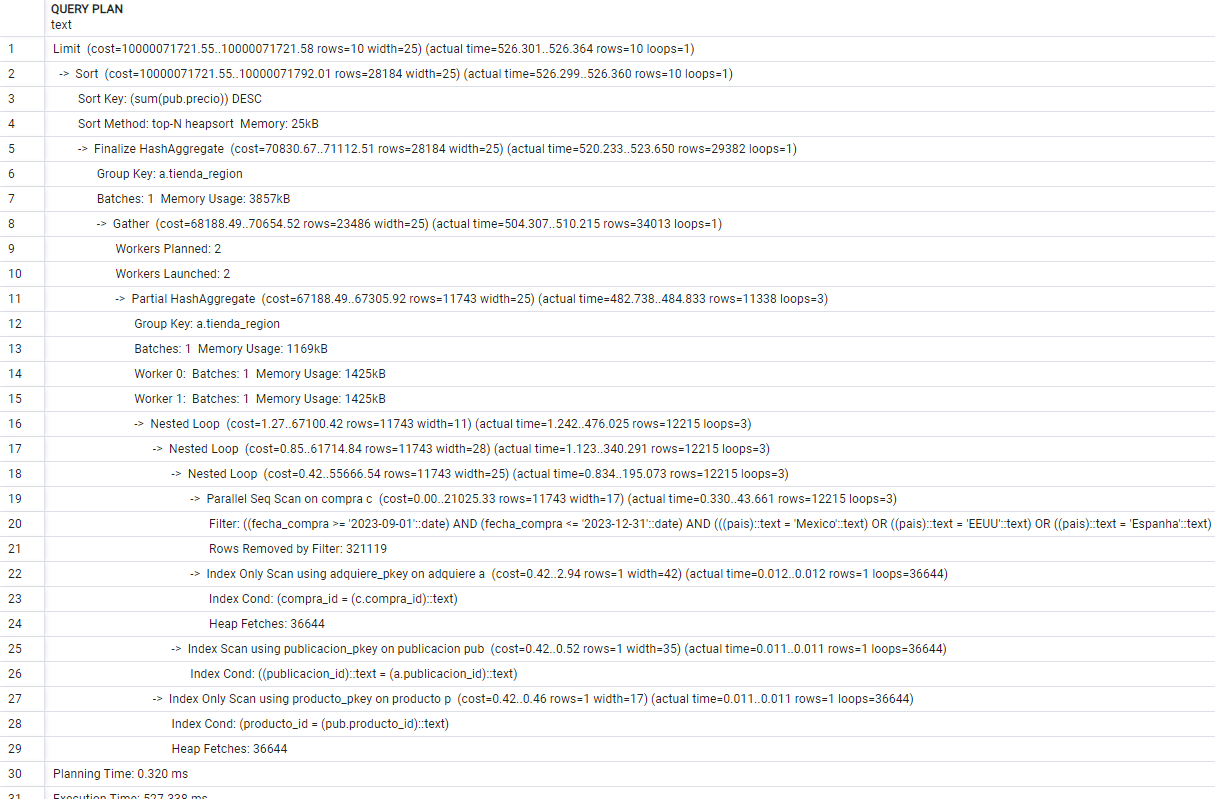 QUERY PLAN
text
1 Limit (cost=10000071721.55..10000071721.58 rows=10 width=25) (actual time=526.301..526.364 rows=10 loops=1)
2 -> Sort (cost=10000071721.55..10000071792.01 rows=28184 width=25) (actual time=526.299..526.360 rows=10 loops=1)
3 Sort Key: (sum(pub.precio)) DESC
4 Sort Method: top-N heapsort Memory: 25kB
5 -> Finalize HashAggregate (cost=70830.67..71112.51 rows=28184 width=25) (actual time=520.233..523.650 rows=29382 loops=1)
6 Group Key: a.tienda_region
7 Batches: 1 Memory Usage: 3857kB
8 -> Gather (cost=68188.49..70654.52 rows=23486 width=25) (actual time=504.307..510.215 rows=34013 loops=1)
9 Workers Planned: 2
10 Workers Launched: 2
11 -> Partial HashAggregate (cost=67188.49..67305.92 rows=11743 width=25) (actual time=482.738..484.833 rows=11338 loops=3)
12 Group Key: a.tienda_region
13 Batches: 1 Memory Usage: 1169kB
14 Worker 0: Batches: 1 Memory Usage: 1425kB
15 Worker 1: Batches: 1 Memory Usage: 1425kB
16 -> Nested Loop (cost=1.27..67100.42 rows=11743 width=11) (actual time=1.242..476.025 rows=12215 loops=3)
17 -> Nested Loop (cost=0.85..61714.84 rows=11743 width=28) (actual time=1.123..340.291 rows=12215 loops=3)
18 -> Nested Loop (cost=0.42..55666.54 rows=11743 width=25) (actual time=0.834..195.073 rows=12215 loops=3)
19 -> Parallel Seq Scan on compra c (cost=0.00..21025.33 rows=11743 width=17) (actual time=0.330..43.661 rows=12215 loops=3)
20 Filter: ((fecha_compra >= '2023-09-01'::date) AND (fecha_compra <= '2023-12-31'::date) AND (((pais)::text = 'Mexico'::text) OR ((pais)::text = 'EEUU'::text) OR ((pais)::text = 'Espanha'::text)
21 Rows Removed by Filter: 321119
22 -> Index Only Scan using adquiere_pkey on adquiere a (cost=0.42..2.94 rows=1 width=42) (actual time=0.012..0.012 rows=1 loops=36644)
23 Index Cond: (compra_id = (c.compra_id)::text)
24 Heap Fetches: 36644
25 -> Index Scan using publicacion_pkey on publicacion pub (cost=0.42..0.52 rows=1 width=35) (actual time=0.011..0.011 rows=1 loops=36644)
26 Index Cond: ((publicacion_id)::text = (a.publicacion_id)::text)
27 -> Index Only Scan using producto_pkey on producto p (cost=0.42..0.46 rows=1 width=17) (actual time=0.011..0.011 rows=1 loops=36644)
28 Index Cond: (producto_id = (pub.producto_id)::text)
29 Heap Fetches: 36644
30 Planning Time: 0.320 ms
31 Execution Time: 527.338 ms